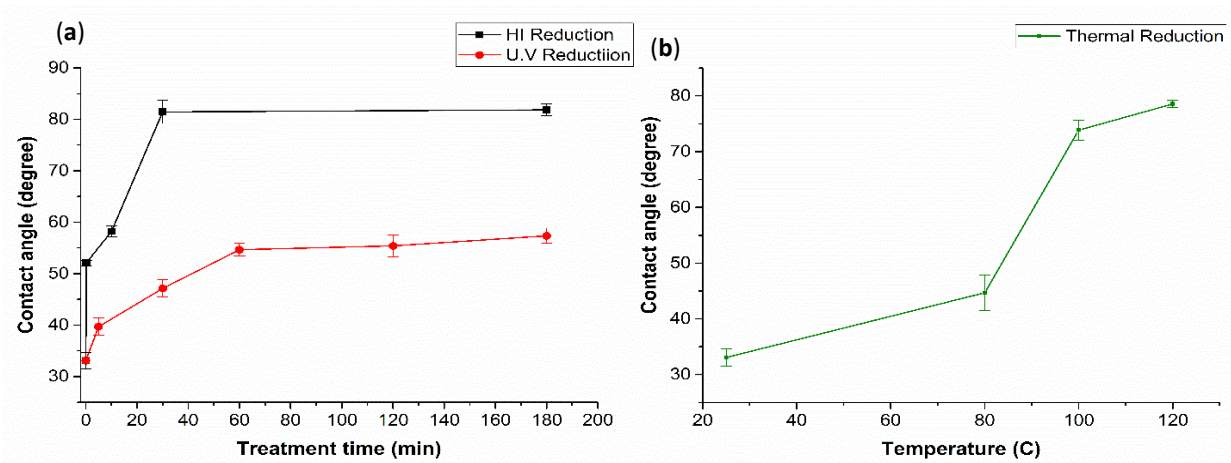 (a)
HI Reduction
U.V Reductiion
90
80
70
60
50
40
30
0 20 40 60 80 100 120 140 160 180 200
Contact angle (degree)
Treatment time (min)
(b)
Thermal Reduction
80
70
60
50
40
30
20 40 60 80 100 120
Contact angle (degree)
Temperature (C)